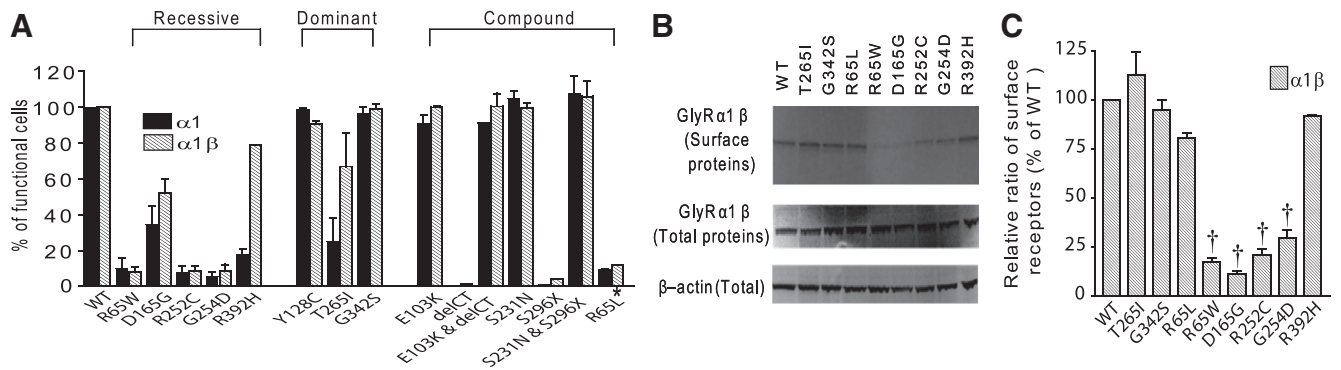 A
Recessive
Dominant
Compound
% of functional cells
120
100
80
60
40
20
0
α1
α1 β
WT
R65W
D165G
R252C
G254D
R392H
Y128C
T265I
G342S
E103K
delCT
E103K & delCT
S231N
S296X
S231N & S296X
R65L*
B
WT
T265I
G342S
R65L
R65W
D165G
R252C
G254D
R392H
GlyRα1 β
(Surface
proteins)
GlyRα1 β
(Total proteins)
β–actin(Total)
C
Relative ratio of surface
receptors (% of WT )
125
100
75
50
25
0
α1β
† † † †
WT
T265I
G342S
R65L
R65W
D165G
R252C
G254D
R392H